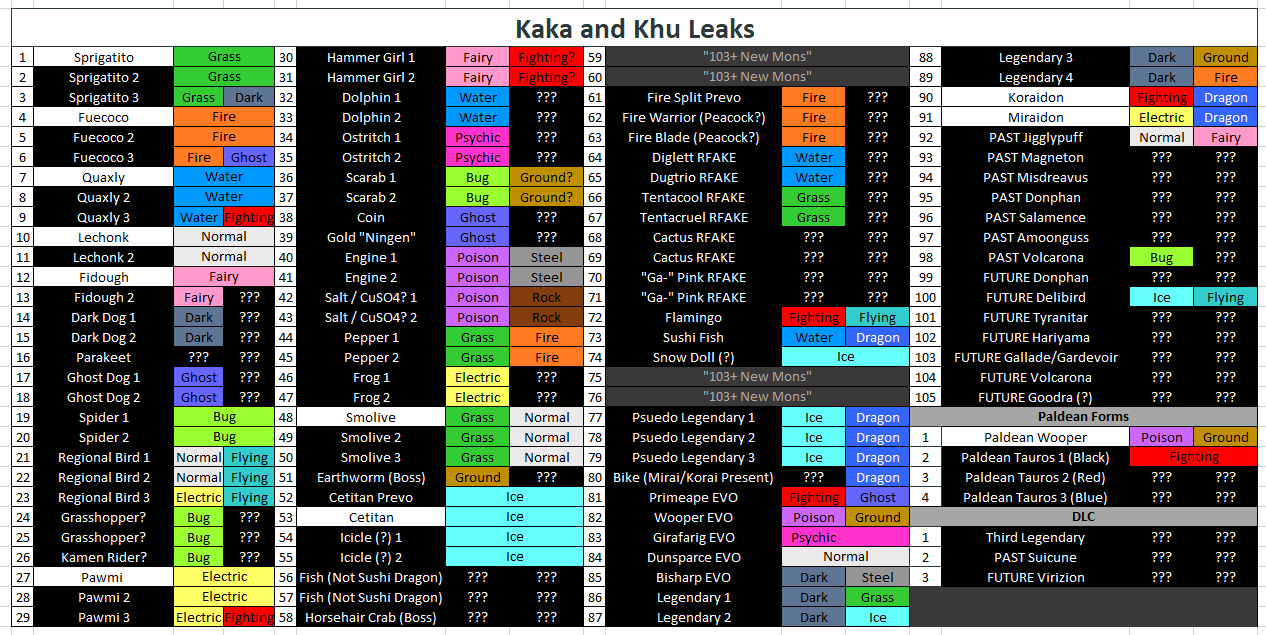 Kaka and Khu Leaks
1 Sprigatito Grass
2 Sprigatito 2 Grass
3 Sprigatito 3 Grass Dark
4 Fuecoco Fire
5 Fuecoco 2 Fire
6 Fuecoco 3 Fire Ghost
7 Quaxly Water
8 Quaxly 2 Water
9 Quaxly 3 Water Fighting
10 Lechonk Normal
11 Lechonk 2 Normal
12 Fidough Fairy
13 Fidough 2 Fairy ???
14 Dark Dog 1 Dark ???
15 Dark Dog 2 Dark ???
16 Parakeet ??? ???
17 Ghost Dog 1 Ghost ???
18 Ghost Dog 2 Ghost ???
19 Spider 1 Bug
20 Spider 2 Bug
21 Regional Bird 1 Normal Flying
22 Regional Bird 2 Normal Flying
23 Regional Bird 3 Electric Flying
24 Grasshopper? Bug ???
25 Grasshopper? Bug ???
26 Kamen Rider? Bug ???
27 Pawmi Electric
28 Pawmi 2 Electric
29 Pawmi 3 Electric Fighting
30 Hammer Girl 1 Fairy Fighting?
31 Hammer Girl 2 Fairy Fighting?
32 Dolphin 1 Water ???
33 Dolphin 2 Water ???
34 Ostritch 1 Psychic ???
35 Ostritch 2 Psychic ???
36 Scarab 1 Bug Ground?
37 Scarab 2 Bug Ground?
38 Coin Ghost ???
39 Gold "Ningen" Ghost ???
40 Engine 1 Poison Steel
41 Engine 2 Poison Steel
42 Salt / CuSO4? 1 Poison Rock
43 Salt / CuSO4? 2 Poison Rock
44 Pepper 1 Grass Fire
45 Pepper 2 Grass Fire
46 Frog 1 Electric ???
47 Frog 2 Electric ???
48 Smolive Grass Normal
49 Smolive 2 Grass Normal
50 Smolive 3 Grass Normal
51 Earthworm (Boss) Ground ???
52 Cetitan Prevo Ice
53 Cetitan Ice
54 Icicle (?) 1 Ice
55 Icicle (?) 2 Ice
56 Fish (Not Sushi Dragon) ??? ???
57 Fish (Not Sushi Dragon) ??? ???
58 Horsehair Crab (Boss) ??? ???
59 "103+ New Mons"
60 "103+ New Mons"
61 Fire Split Prevo Fire ???
62 Fire Warrior (Peacock?) Fire ???
63 Fire Blade (Peacock?) Fire ???
64 Diglett RFAKE Water ???
65 Dugtrio RFAKE Water ???
66 Tentacool RFAKE Grass ???
67 Tentacruel RFAKE Grass ???
68 Cactus RFAKE ??? ???
69 Cactus RFAKE ??? ???
70 "Ga-" Pink RFAKE ??? ???
71 "Ga-" Pink RFAKE ??? ???
72 Flamingo Fighting Flying
73 Sushi Fish Water Dragon
74 Snow Doll (?) Ice
75 "103+ New Mons"
76 "103+ New Mons"
77 Psuedo Legendary 1 Ice Dragon
78 Psuedo Legendary 2 Ice Dragon
79 Psuedo Legendary 3 Ice Dragon
80 Bike (Mirai/Korai Present) ??? Dragon
81 Primeape EVO Fighting Ghost
82 Wooper EVO Poison Ground
83 Girafarig EVO Psychic
84 Dunsparce EVO Normal
85 Bisharp EVO Dark Steel
86 Legendary 1 Dark Grass
87 Legendary 2 Dark Ice
88 Legendary 3 Dark Ground
89 Legendary 4 Dark Fire
90 Koraidon Fighting Dragon
91 Miraidon Electric Dragon
92 PAST Jigglypuff Normal Fairy
93 PAST Magneton ??? ???
94 PAST Misdreavus ??? ???
95 PAST Donphan ??? ???
96 PAST Salamence ??? ???
97 PAST Amoonguss ??? ???
98 PAST Volcarona Bug ???
99 FUTURE Donphan ??? ???
100 FUTURE Delibird Ice Flying
101 FUTURE Tyranitar ??? ???
102 FUTURE Hariyama ??? ???
103 FUTURE Gallade/Gardevoir ??? ???
104 FUTURE Volcarona ??? ???
105 FUTURE Goodra (?) ??? ???
Paldean Forms
1 Paldean Wooper Poison Ground
2 Paldean Tauros 1 (Black) Fighting
3 Paldean Tauros 2 (Red) ??? ???
4 Paldean Tauros 3 (Blue) ??? ???
DLC
1 Third Legendary ??? ???
2 PAST Suicune ??? ???
3 FUTURE Virizion ??? ???